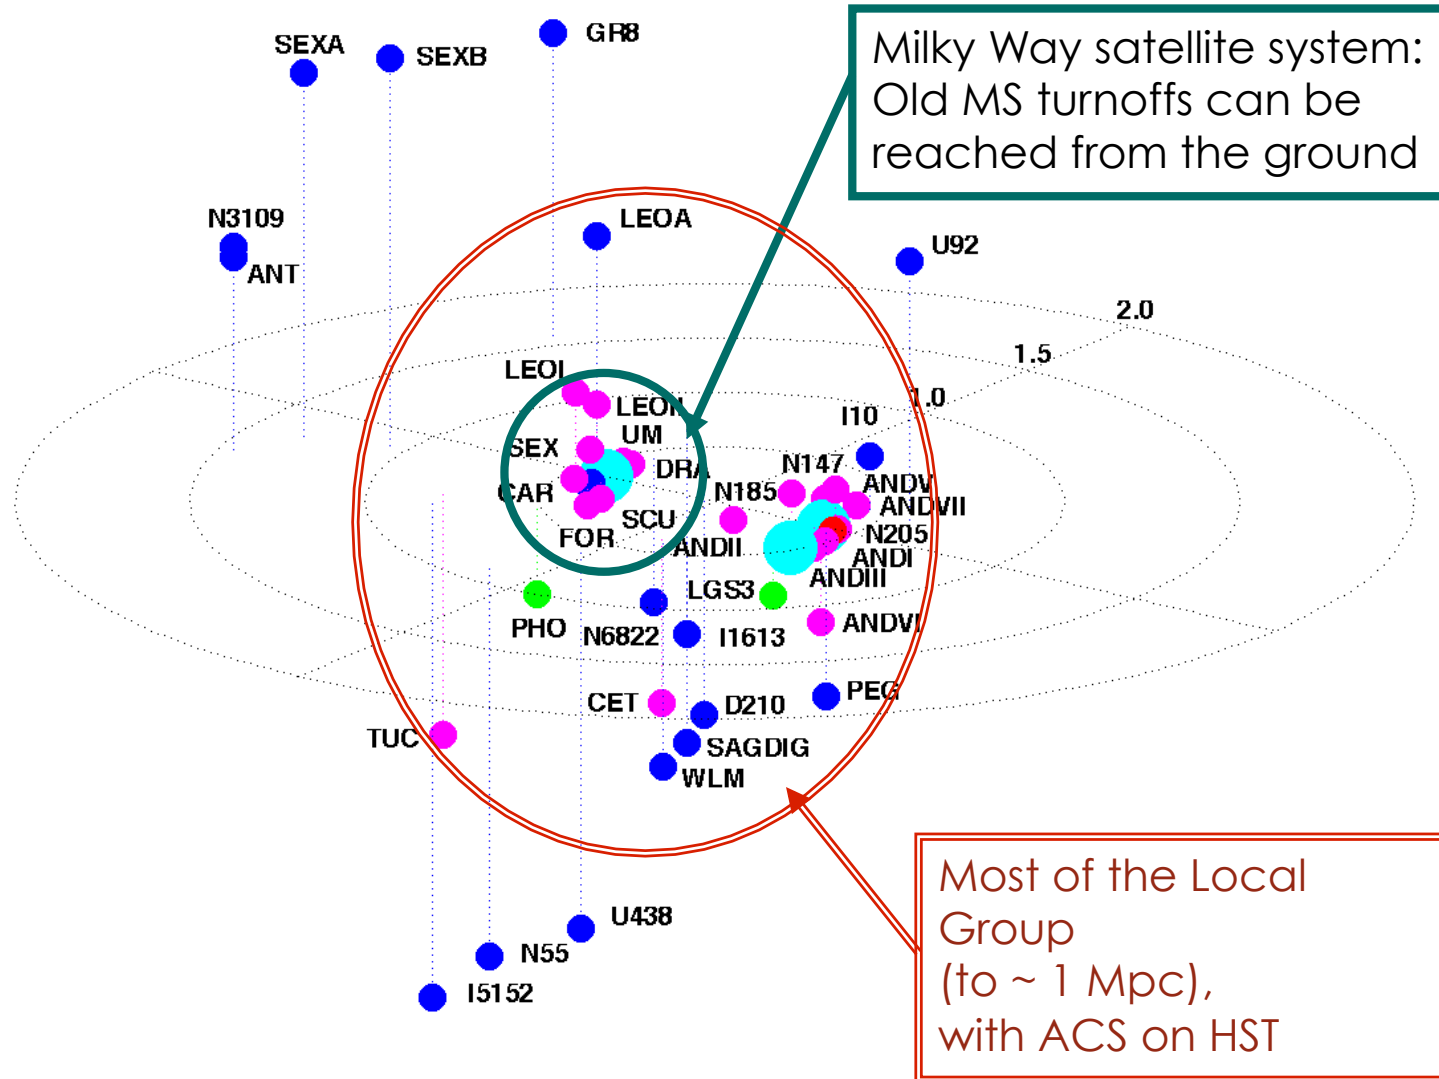 GR8
SEXA
SEXB
Milky Way satellite system:
Old MS turnoffs can be
reached from the ground
N3109
ANT
LEOA
U92
2.0
1.5
1.0
LEOI
LEOII
I10
SEX
UM
DRA
N147
CAR
N185
ANDV
ANDVII
SCU
FOR
ANDII
N205
ANDI
ANDIII
LGS3
PHO
N6822
I1613
ANDVI
CET
D210
PEG
TUC
SAGDIG
WLM
U438
N55
I5152
Most of the Local
Group
(to ~ 1 Mpc),
with ACS on HST